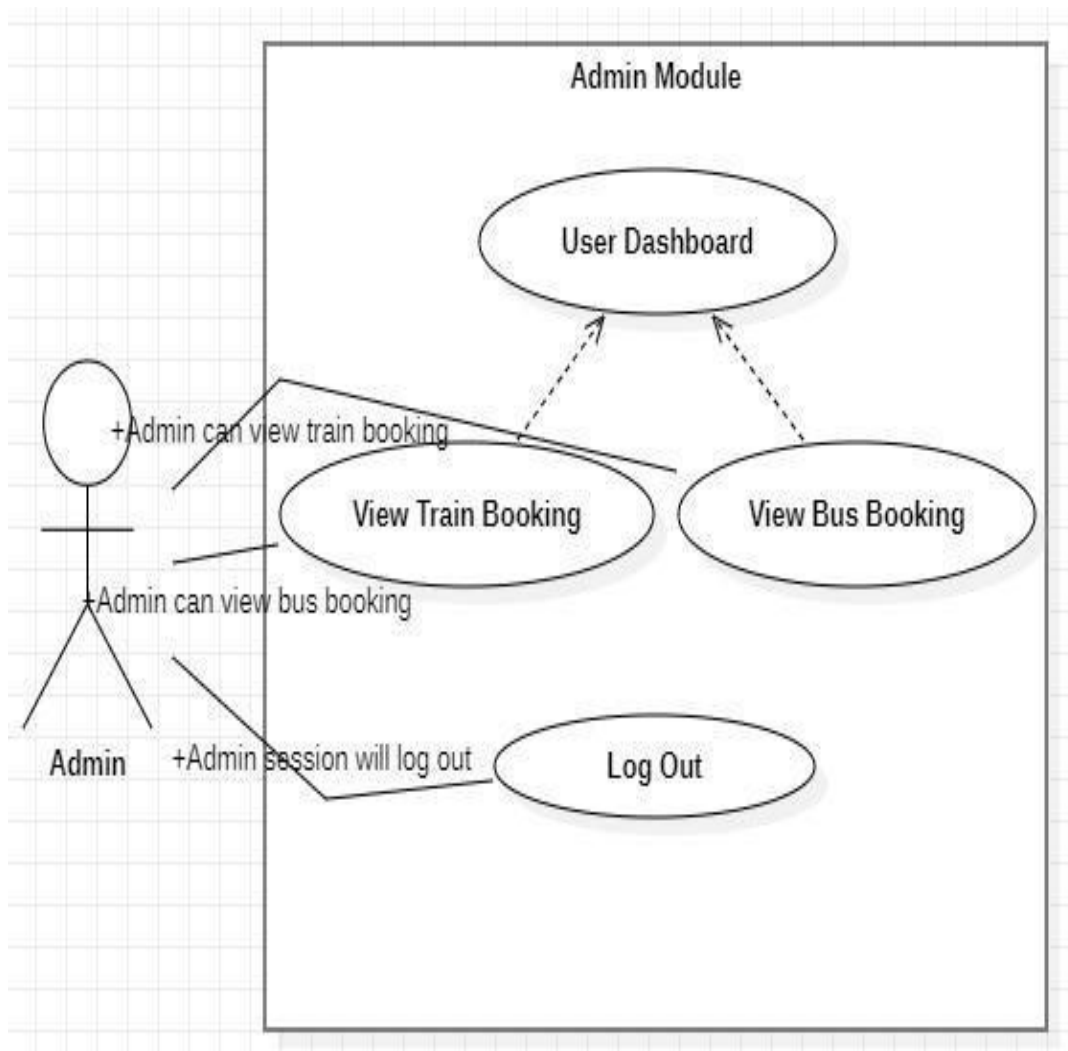 Admin Module
User Dashboard
+Admin can view train booking
View Train Booking
View Bus Booking
+Admin can view bus booking
Admin
+Admin session will log out
Log Out